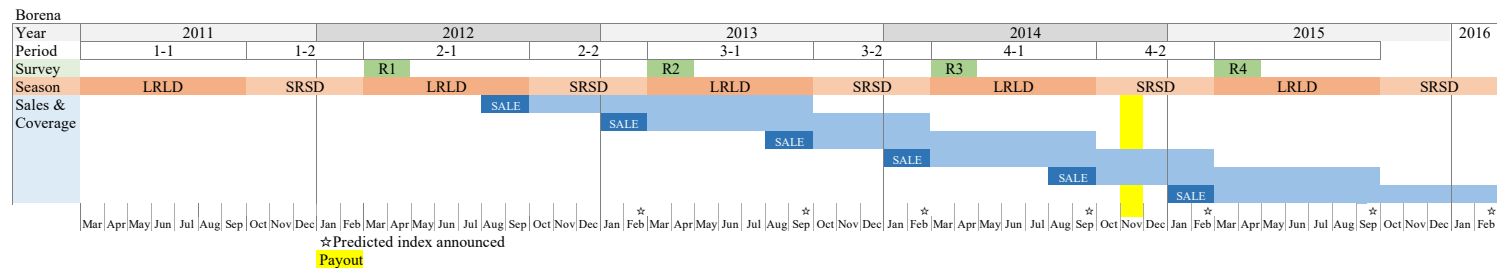 Borena
Year 2011 2012 2013 2014 2015 2016
Period 1-1 1-2 2-1 2-2 3-1 3-2 4-1 4-2
Survey R1 R2 R3 R4
Season LRLD SRSD LRLD SRSD LRLD SRSD LRLD SRSD LRLD SRSD
Sales & SALE
Coverage SALE
SALE
SALE
SALE
SALE
☆ ☆ ☆ ☆ ☆ ☆ ☆
Mar Apr May Jun Jul Aug Sep Oct Nov Dec Jan Feb Mar Apr May Jun Jul Aug Sep Oct Nov Dec Jan Feb Mar Apr May Jun Jul Aug Sep Oct Nov Dec Jan Feb Mar Apr May Jun Jul Aug Sep Oct Nov Dec Jan Feb Mar Apr May Jun Jul Aug Sep Oct Nov Dec Jan Feb
☆Predicted index announced
Payout